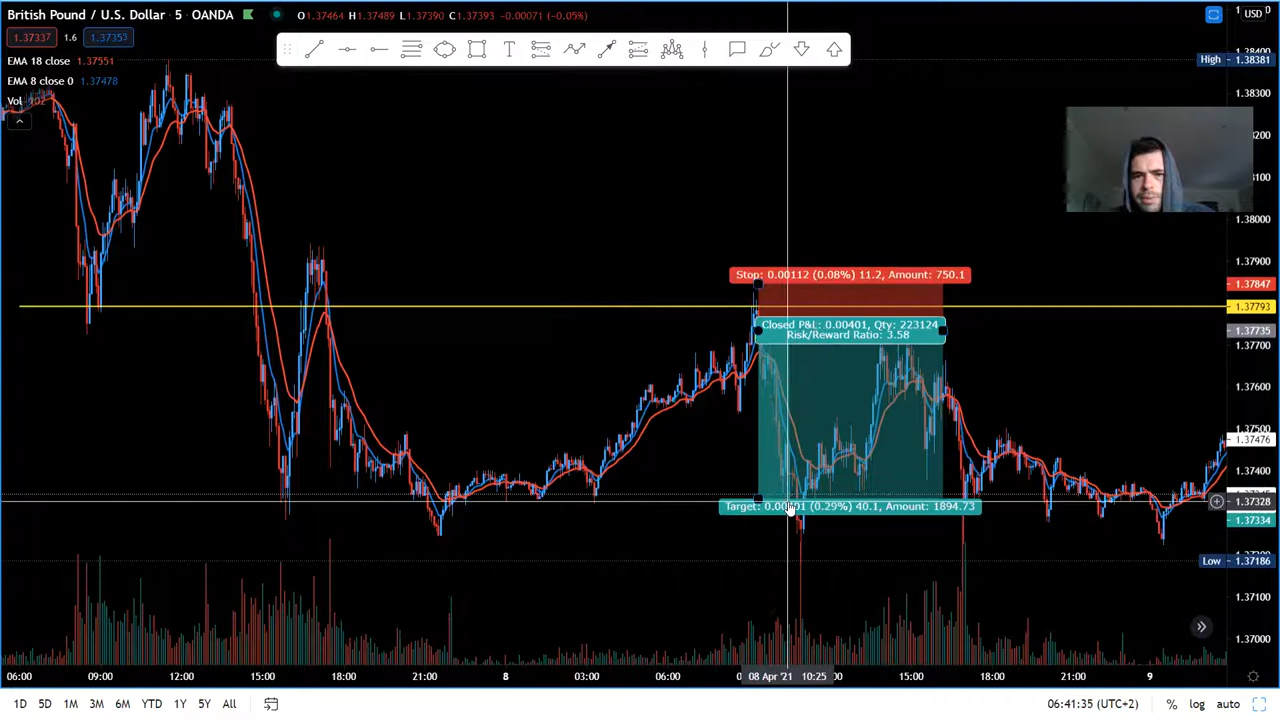 British Pound / U.S. Dollar · 5 · OANDA O1.37464 H1.37489 L1.37390 C1.37393 -0.00071 (-0.05%)
USD
1.37337 1.6 1.37353
EMA 18 close 1.37551
High 1.38381
EMA 8 close 0 1.37478
1.38300
Vol 102
1.38200
1.38100
1.38000
1.37900
Stop: 0.00112 (0.08%) 11.2, Amount: 750.1
1.37847
1.37793
Closed P&L: 0.00401, Qty: 223124
Risk/Reward Ratio: 3.58
1.37735
1.37700
1.37600
1.37500
1.37476
1.37400
1.37328
Target: 0.00401 (0.29%) 40.1, Amount: 1894.73
1.37334
Low 1.37186
1.37100
1.37000
06:00 09:00 12:00 15:00 18:00 21:00 8 03:00 06:00 08 Apr '21 10:25 15:00 18:00 21:00 9
1D 5D 1M 3M 6M YTD 1Y 5Y All 06:41:35 (UTC+2) % log auto